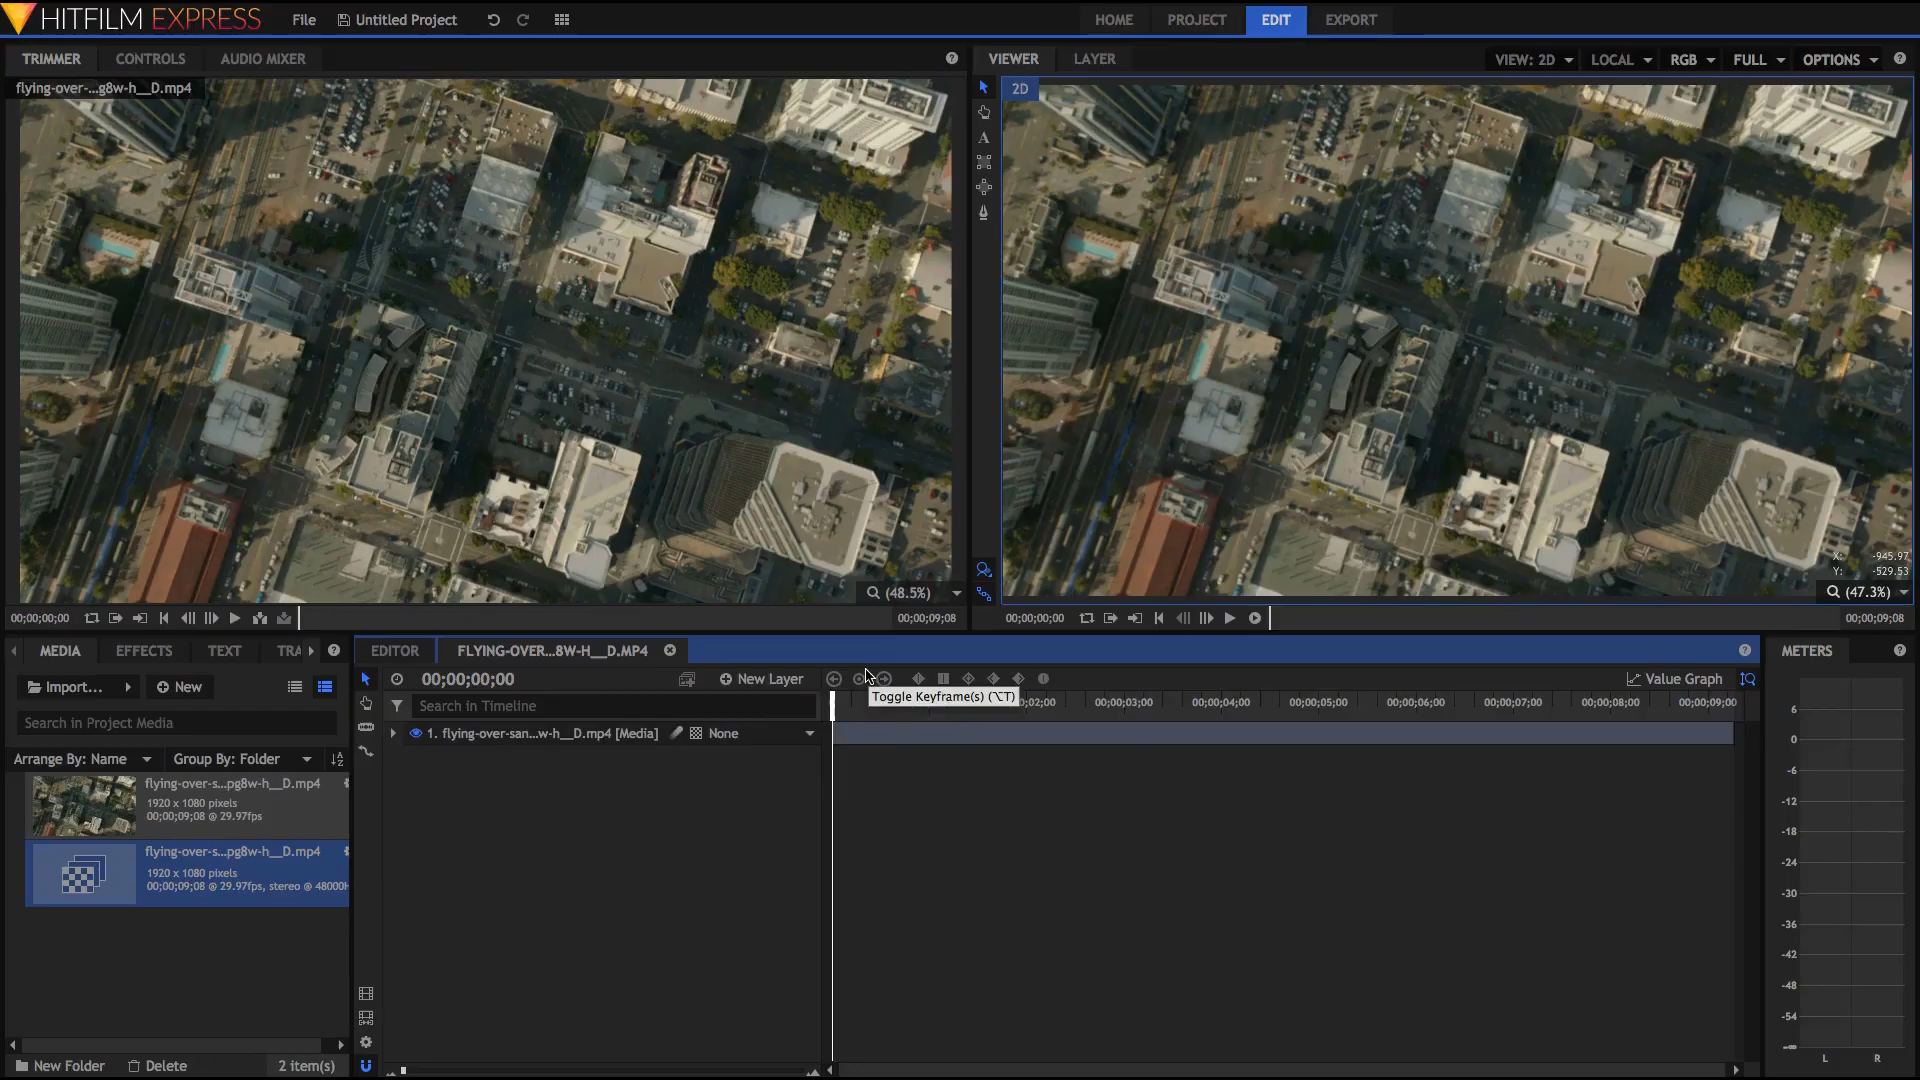 HITFILM EXPRESS
File
Untitled Project
HOME
PROJECT
EDIT
EXPORT
TRIMMER
CONTROLS
AUDIO MIXER
flying-over-...g8w-h__D.mp4
VIEWER
LAYER
VIEW: 2D
LOCAL
RGB
FULL
OPTIONS
2D
X: -945.97
Y: -529.53
(48.5%)
(47.3%)
00;00;00;00
00;00;09;08
00;00;00;00
00;00;09;08
MEDIA
EFFECTS
TEXT
TRA
Import...
New
Search in Project Media
Arrange By: Name
Group By: Folder
flying-over-s...pg8w-h__D.mp4
1920 x 1080 pixels
00;00;09;08 @ 29.97fps
flying-over-s...pg8w-h__D.mp4
1920 x 1080 pixels
00;00;09;08 @ 29.97fps, stereo @ 48000H
New Folder
Delete
2 item(s)
EDITOR
FLYING-OVER...8W-H__D.MP4
00;00;00;00
New Layer
Value Graph
Toggle Keyframe(s) (⌥T)
Search in Timeline
;02;00
00;00;03;00
00;00;04;00
00;00;05;00
00;00;06;00
00;00;07;00
00;00;08;00
00;00;09;00
1. flying-over-san...w-h__D.mp4 [Media]
None
METERS
6
0
-6
-12
-18
-24
-30
-36
-42
-48
-54
-∞
L
R